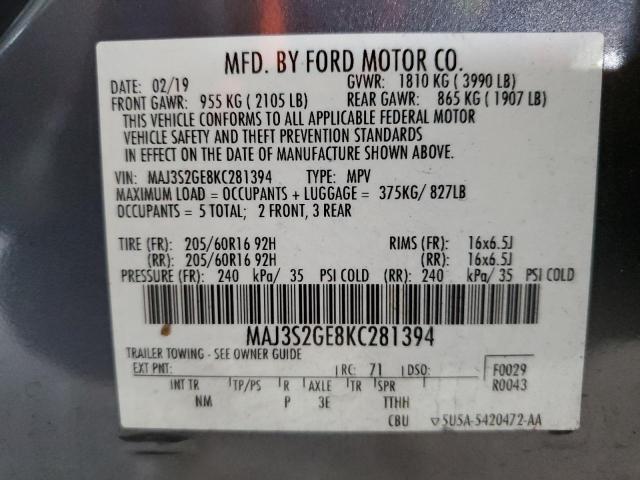 MFD. BY FORD MOTOR CO.
DATE: 02/19 GVWR: 1810 KG ( 3990 LB)
FRONT GAWR: 955 KG ( 2105 LB) REAR GAWR: 865 KG ( 1907 LB)
THIS VEHICLE CONFORMS TO ALL APPLICABLE FEDERAL MOTOR
VEHICLE SAFETY AND THEFT PREVENTION STANDARDS
IN EFFECT ON THE DATE OF MANUFACTURE SHOWN ABOVE.
VIN: MAJ3S2GE8KC281394 TYPE: MPV
MAXIMUM LOAD = OCCUPANTS + LUGGAGE = 375KG/ 827LB
OCCUPANTS = 5 TOTAL; 2 FRONT, 3 REAR
TIRE (FR): 205/60R16 92H RIMS (FR): 16x6.5J
(RR): 205/60R16 92H (RR): 16x6.5J
PRESSURE (FR): 240 kPa/ 35 PSI COLD (RR): 240 kPa/ 35 PSI COLD
MAJ3S2GE8KC281394
TRAILER TOWING - SEE OWNER GUIDE
EXT PNT: RC: 71 DSO: F0029
INT TR TP/PS R AXLE TR SPR R0043
NM P 3E TTHH
CBU ▽5U5A-5420472-AA